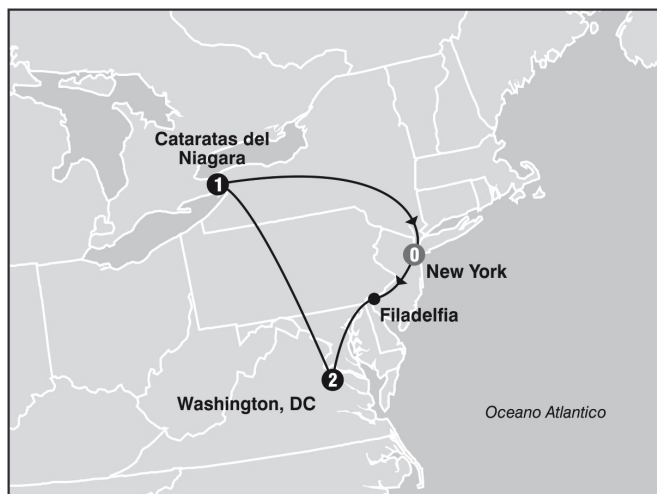 Cataratas del
Niagara
1
0
New York
Filadelfia
2
Washington, DC
Oceano Atlantico